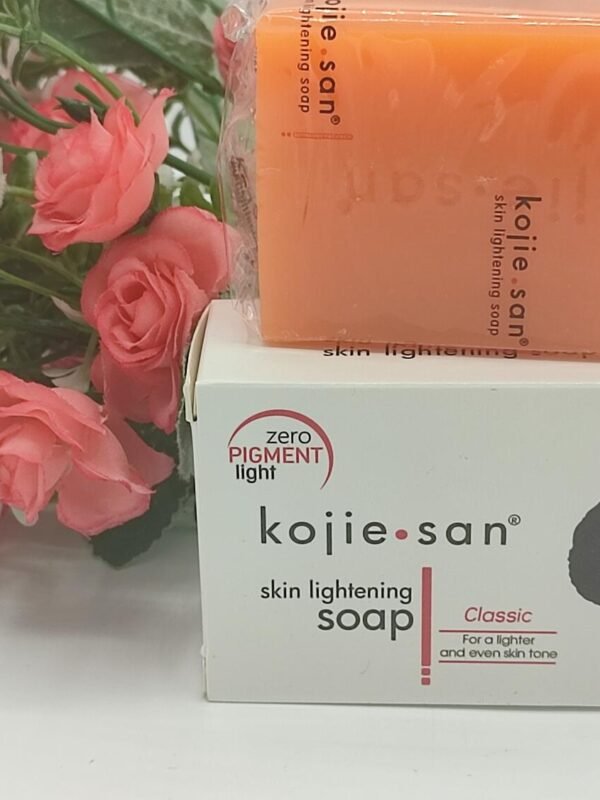 kojie.san®
skin lightening soap
kojie.san®
skin lightening soap
skin lightening soap
zero
PIGMENT
light
kojie.san®
skin lightening
soap
Classic
For a lighter
and even skin tone